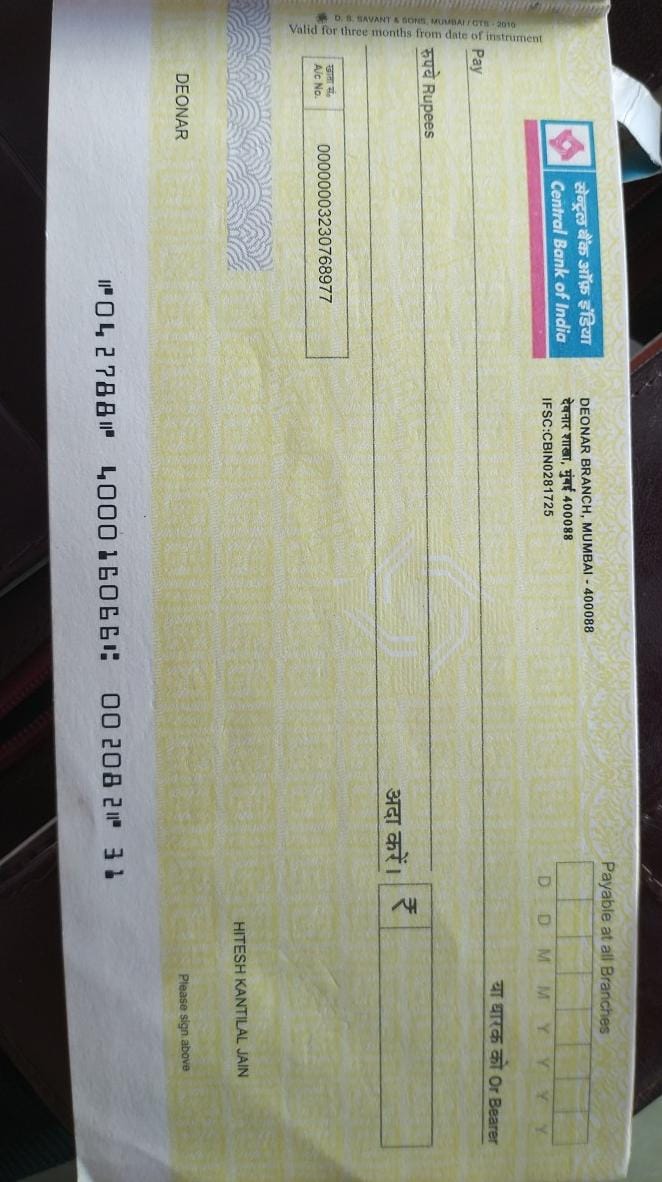 सेन्ट्रल बैंक ऑफ़ इंडिया
Central Bank of India
DEONAR BRANCH, MUMBAI - 400088
देवनार शाखा, मुंबई 400088
IFSC:CBIN0281725
Payable at all Branches
D D M M Y Y Y Y
Pay
या धारक को Or Bearer
रुपये Rupees
अदा करें।
₹
खाता सं॰
A/c No.
00000003230768977
D. S. SAVANT & SONS, MUMBAI / CTS - 2010
Valid for three months from date of instrument
HITESH KANTILAL JAIN
DEONAR
Please sign above
⑈042788⑈ 400016066⑆ 002082⑈ 31